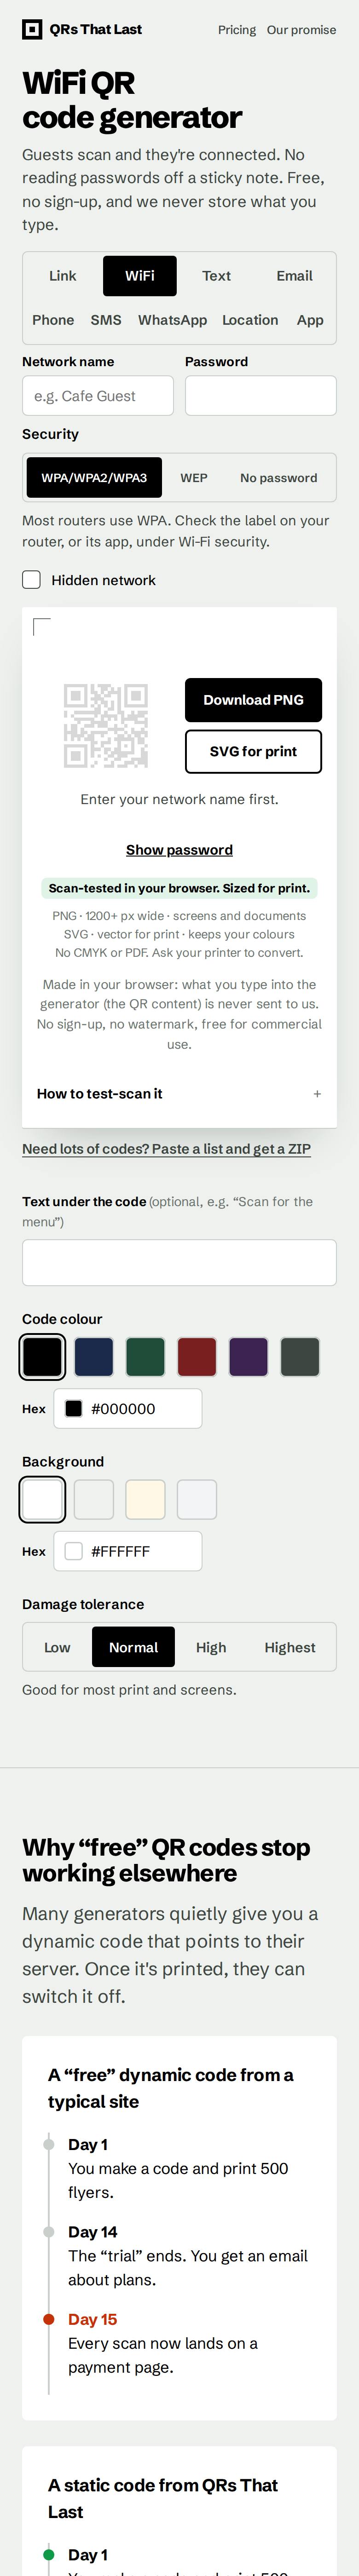 QRs That Last
Pricing
Our promise
WiFi QR
code generator
Guests scan and they're connected. No
reading passwords off a sticky note. Free,
no sign-up, and we never store what you
type.
Link
WiFi
Text
Email
Phone
SMS
WhatsApp
Location
App
Network name
Password
e.g. Cafe Guest
Security
WPA/WPA2/WPA3
WEP
No password
Most routers use WPA. Check the label on your
router, or its app, under Wi-Fi security.
Hidden network
Download PNG
SVG for print
Enter your network name first.
Show password
Scan-tested in your browser. Sized for print.
PNG · 1200+ px wide · screens and documents
SVG · vector for print · keeps your colours
No CMYK or PDF. Ask your printer to convert.
Made in your browser: what you type into the
generator (the QR content) is never sent to us.
No sign-up, no watermark, free for commercial
use.
How to test-scan it
+
Need lots of codes? Paste a list and get a ZIP
Text under the code (optional, e.g. “Scan for the
menu”)
Code colour
Hex
#000000
Background
Hex
#FFFFFF
Damage tolerance
Low
Normal
High
Highest
Good for most print and screens.
Why “free” QR codes stop
working elsewhere
Many generators quietly give you a
dynamic code that points to their
server. Once it's printed, they can
switch it off.
A “free” dynamic code from a
typical site
Day 1
You make a code and print 500
flyers.
Day 14
The “trial” ends. You get an email
about plans.
Day 15
Every scan now lands on a
payment page.
A static code from QRs That
Last
Day 1